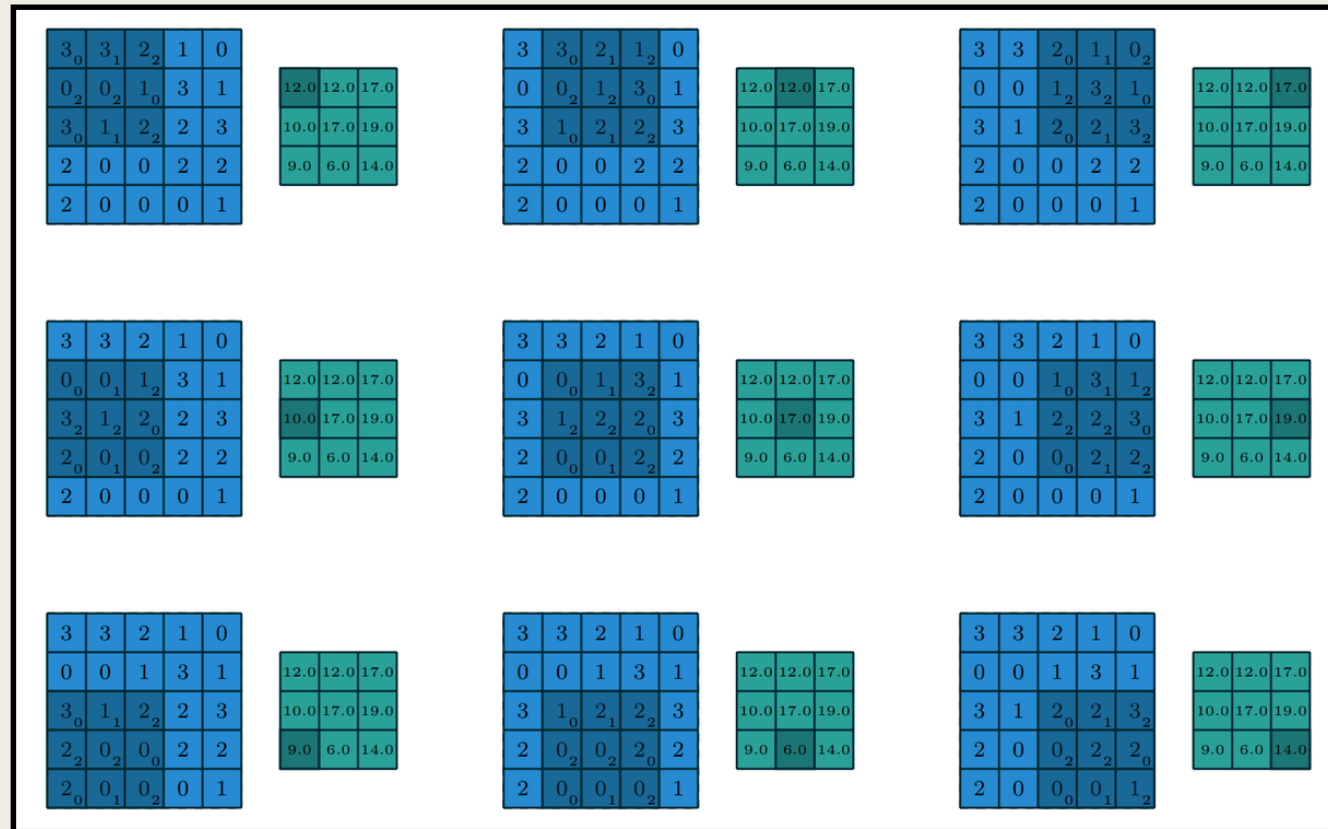 3₀ 3₁ 2₂ 1 0
0₂ 0₂ 1₀ 3 1
3₀ 1₁ 2₂ 2 3
2 0 0 2 2
2 0 0 0 1
12.0 12.0 17.0
10.0 17.0 19.0
9.0 6.0 14.0
3 3₀ 2₁ 1₂ 0
0 0₂ 1₂ 3₀ 1
3 1₀ 2₁ 2₂ 3
2 0 0 2 2
2 0 0 0 1
12.0 12.0 17.0
10.0 17.0 19.0
9.0 6.0 14.0
3 3 2₀ 1₁ 0₂
0 0 1₂ 3₂ 1₀
3 1 2₀ 2₁ 3₂
2 0 0 2 2
2 0 0 0 1
12.0 12.0 17.0
10.0 17.0 19.0
9.0 6.0 14.0
3 3 2 1 0
0₀ 0₁ 1₂ 3 1
3₂ 1₂ 2₀ 2 3
2₀ 0₁ 0₂ 2 2
2 0 0 0 1
12.0 12.0 17.0
10.0 17.0 19.0
9.0 6.0 14.0
3 3 2 1 0
0 0₀ 1₁ 3₂ 1
3 1₂ 2₂ 2₀ 3
2 0₀ 0₁ 2₂ 2
2 0 0 0 1
12.0 12.0 17.0
10.0 17.0 19.0
9.0 6.0 14.0
3 3 2 1 0
0 0 1₀ 3₁ 1₂
3 1 2₂ 2₂ 3₀
2 0 0₀ 2₁ 2₂
2 0 0 0 1
12.0 12.0 17.0
10.0 17.0 19.0
9.0 6.0 14.0
3 3 2 1 0
0 0 1 3 1
3₀ 1₁ 2₂ 2 3
2₂ 0₂ 0₀ 2 2
2₀ 0₁ 0₂ 0 1
12.0 12.0 17.0
10.0 17.0 19.0
9.0 6.0 14.0
3 3 2 1 0
0 0 1 3 1
3 1₀ 2₁ 2₂ 3
2 0₂ 0₂ 2₀ 2
2 0₀ 0₁ 0₂ 1
12.0 12.0 17.0
10.0 17.0 19.0
9.0 6.0 14.0
3 3 2 1 0
0 0 1 3 1
3 1 2₀ 2₁ 3₂
2 0 0₂ 2₂ 2₀
2 0 0₀ 0₁ 1₂
12.0 12.0 17.0
10.0 17.0 19.0
9.0 6.0 14.0